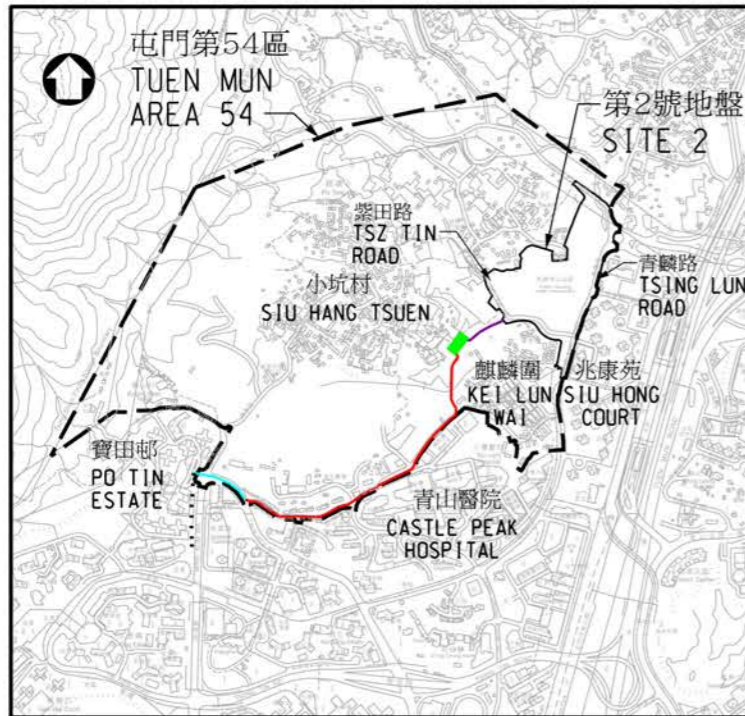 屯門第54區
TUEN MUN
AREA 54
第2號地盤
SITE 2
紫田路
TSZ TIN
ROAD
青麟路
TSING LUN
ROAD
小坑村
SIU HANG TSUEN
麒麟圍
KEI LUN
WAI
兆康苑
SIU HONG
COURT
寶田邨
PO TIN
ESTATE
青山醫院
CASTLE PEAK
HOSPITAL